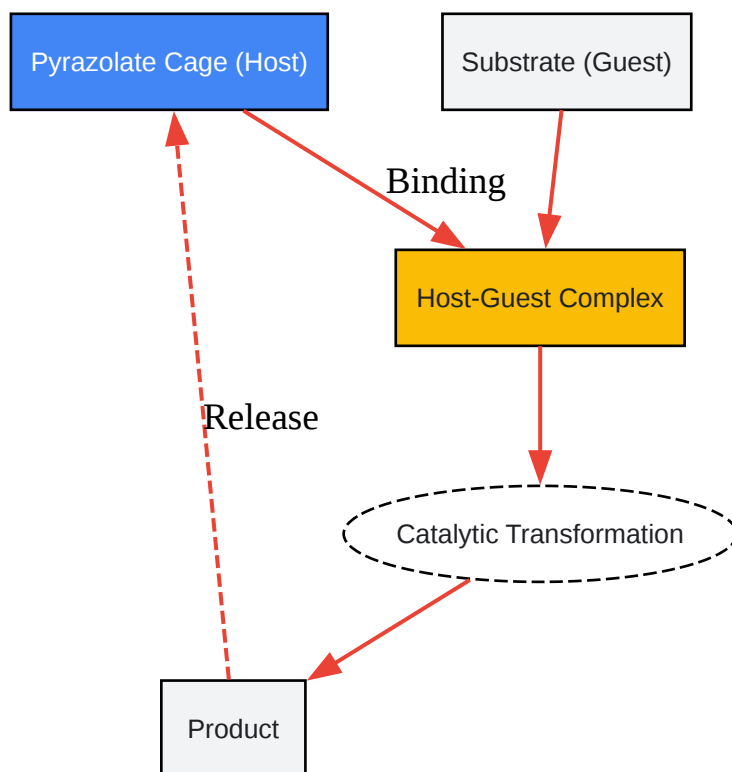 Pyrazolate Cage (Host)
Substrate (Guest)
Binding
Host-Guest Complex
Release
Catalytic Transformation
Product